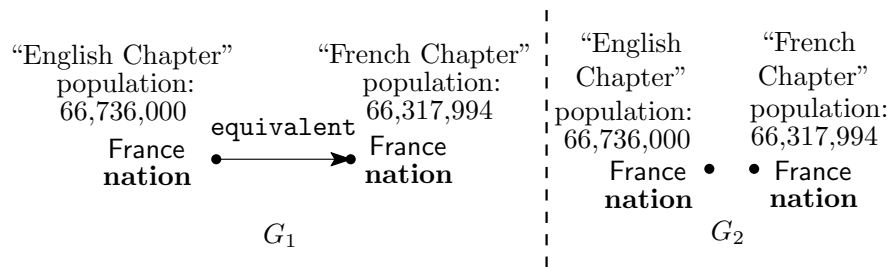 “English Chapter”
population:
66,736,000
France
nation
equivalent
“French Chapter”
population:
66,317,994
France
nation
G1
“English
Chapter”
population:
66,736,000
France
nation
“French
Chapter”
population:
66,317,994
France
nation
G2